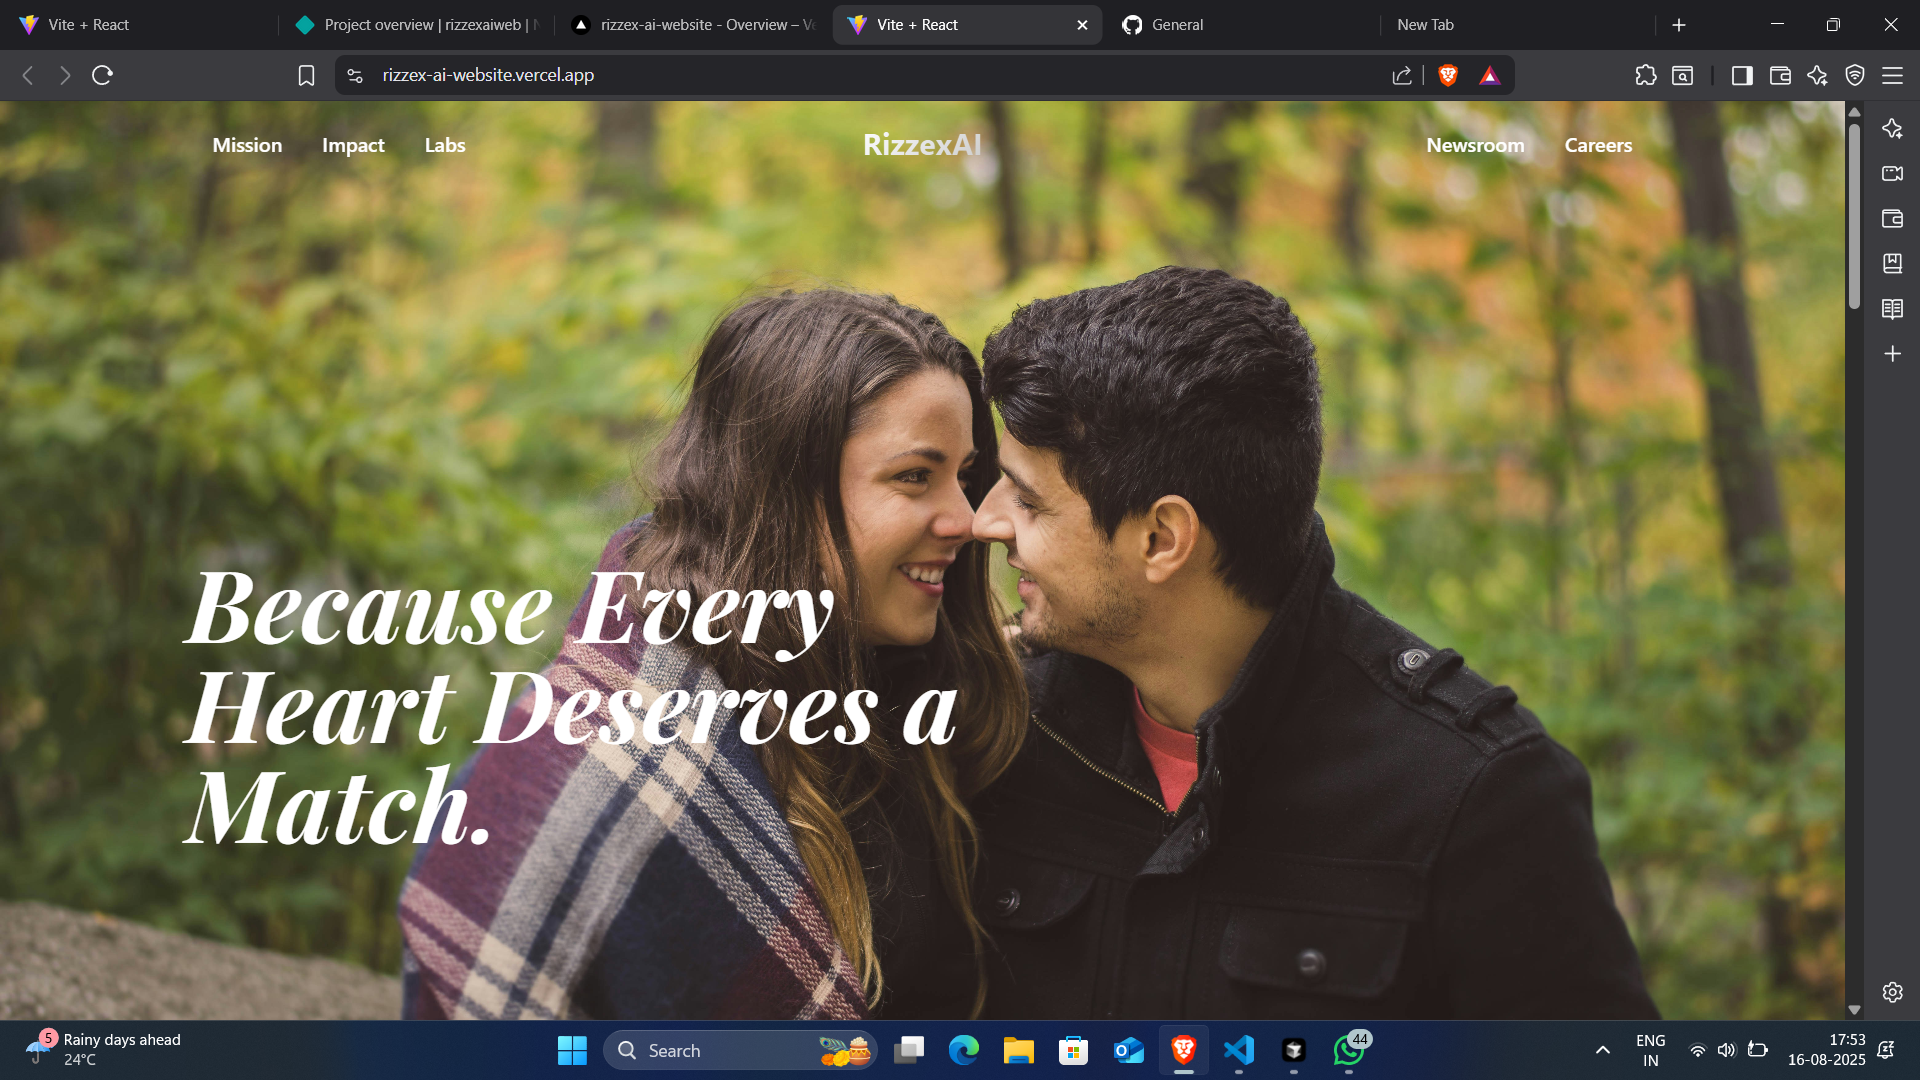 Vite + React
Project overview | rizzexaiweb |
rizzex-ai-website - Overview –
Vite + React
General
New Tab
rizzex-ai-website.vercel.app
Mission
Impact
Labs
RizzexAI
Newsroom
Careers
Because Every
Heart Deserves a
Match.
5
Rainy days ahead
24°C
Search
44
ENG
IN
17:53
16-08-2025